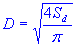 D = √(4S_d / π)